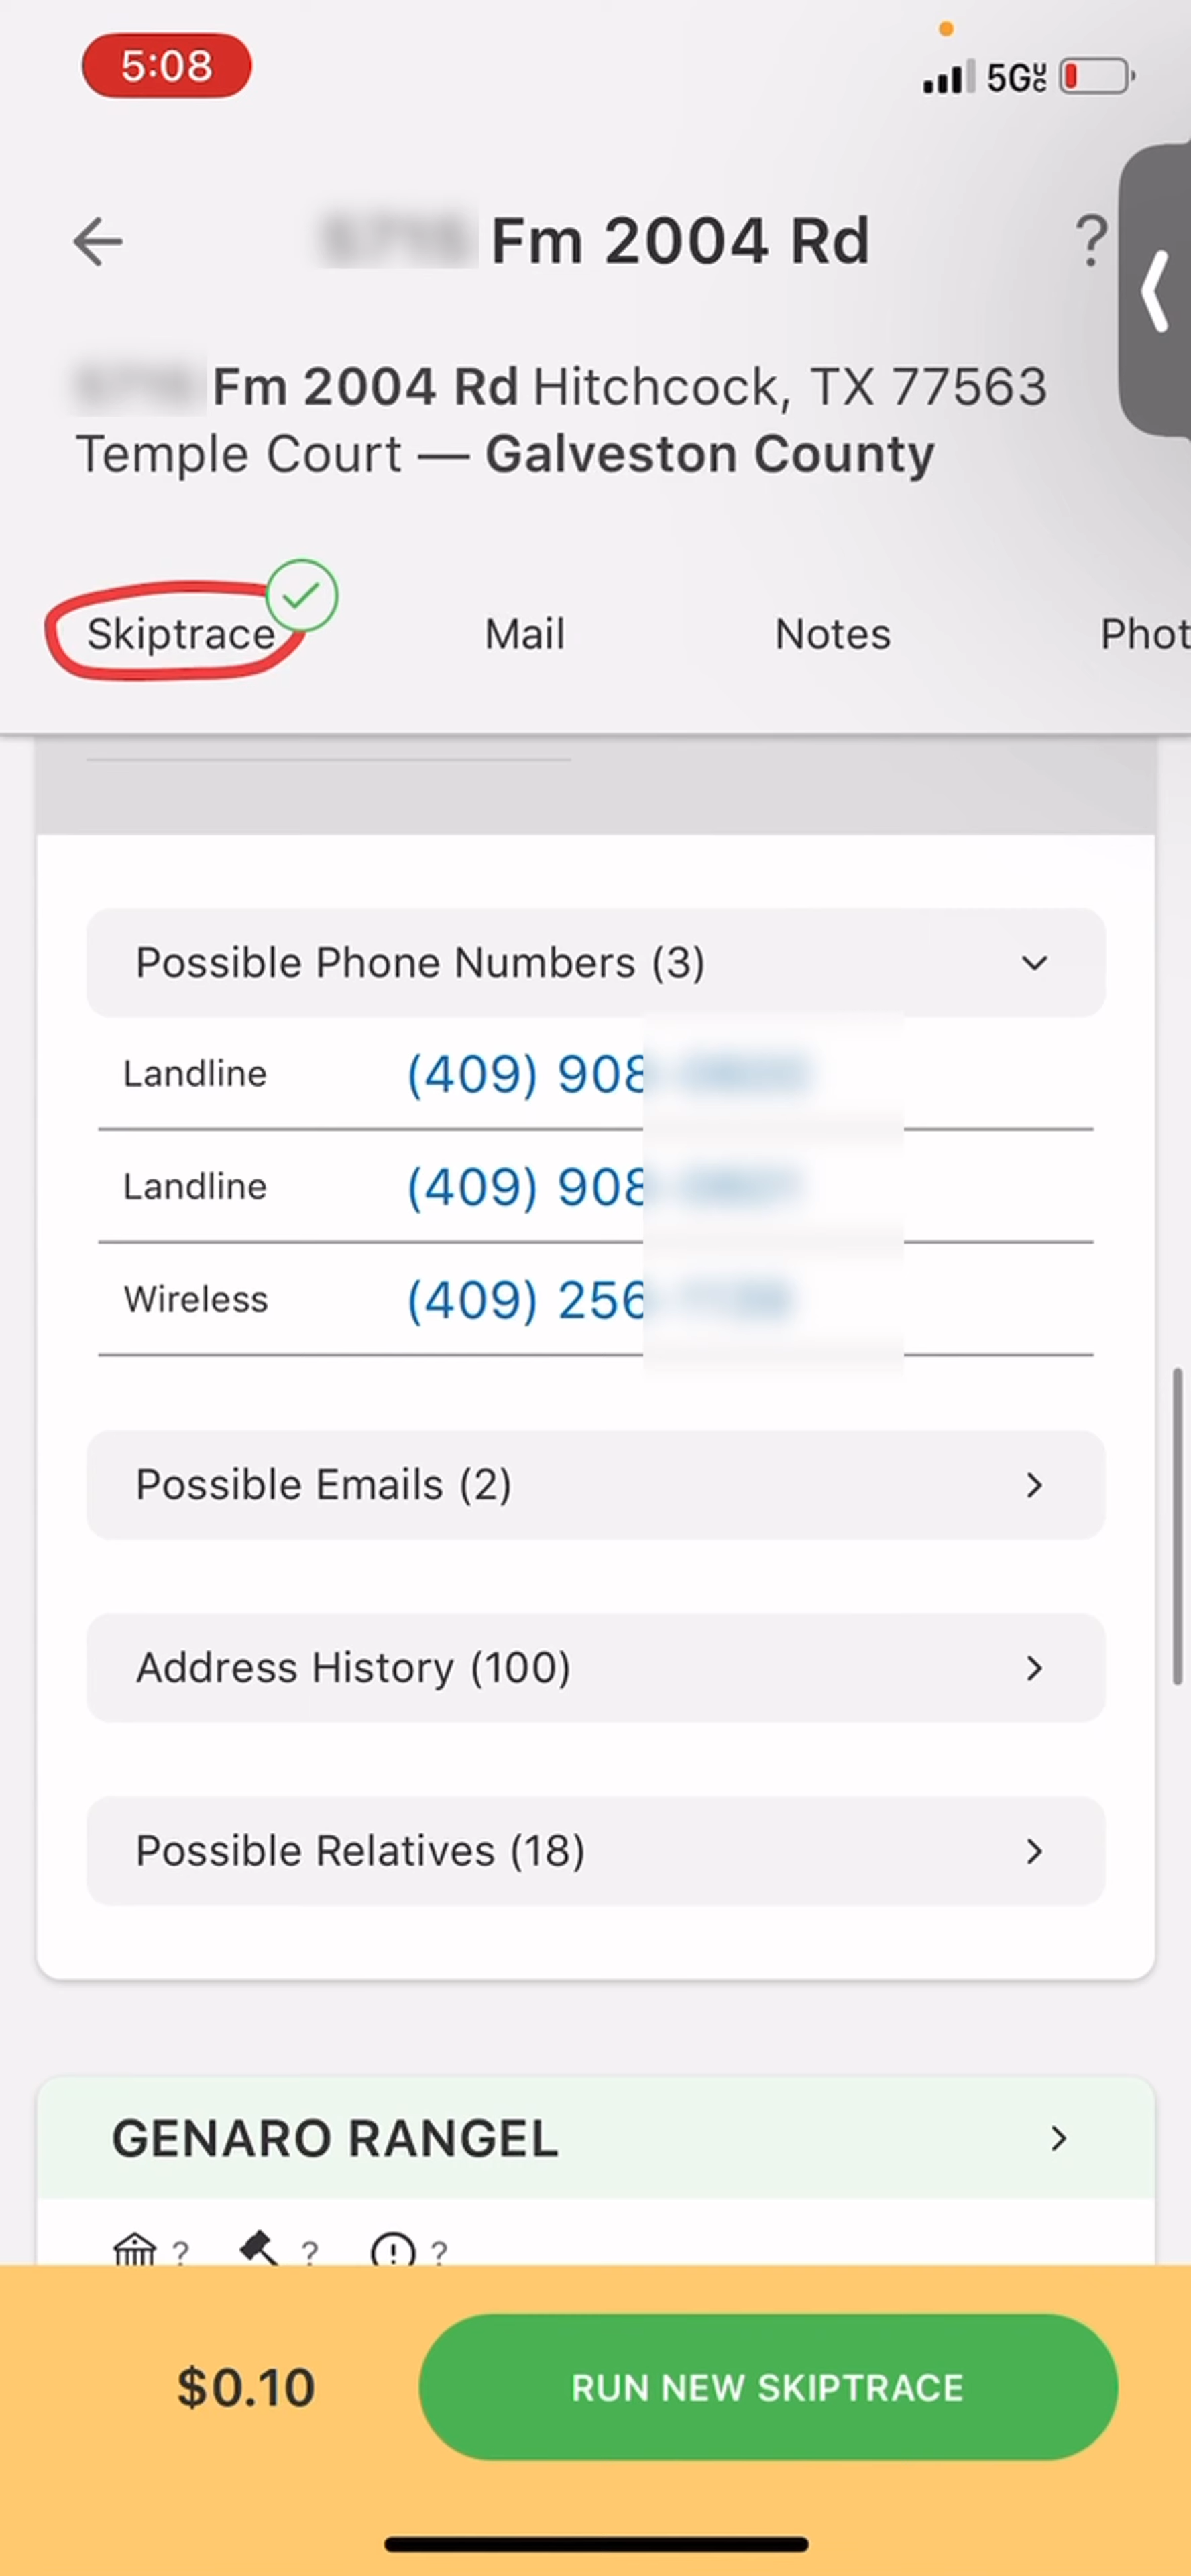 5:08
5G UC
Fm 2004 Rd
?
Fm 2004 Rd Hitchcock, TX 77563
Temple Court — Galveston County
Skiptrace
Mail
Notes
Phot
Possible Phone Numbers (3)
Landline (409) 908
Landline (409) 908
Wireless (409) 256
Possible Emails (2)
Address History (100)
Possible Relatives (18)
GENARO RANGEL
? ? ?
$0.10
RUN NEW SKIPTRACE